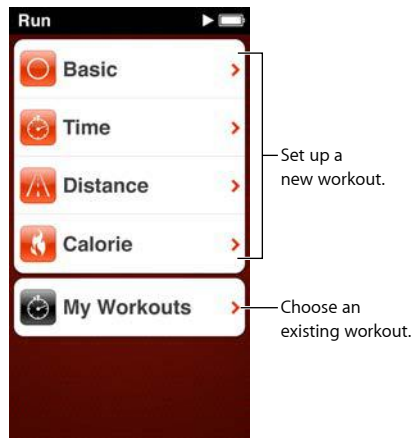 Run
Basic
Time
Distance
Calorie
My Workouts
Set up a
new workout.
Choose an
existing workout.